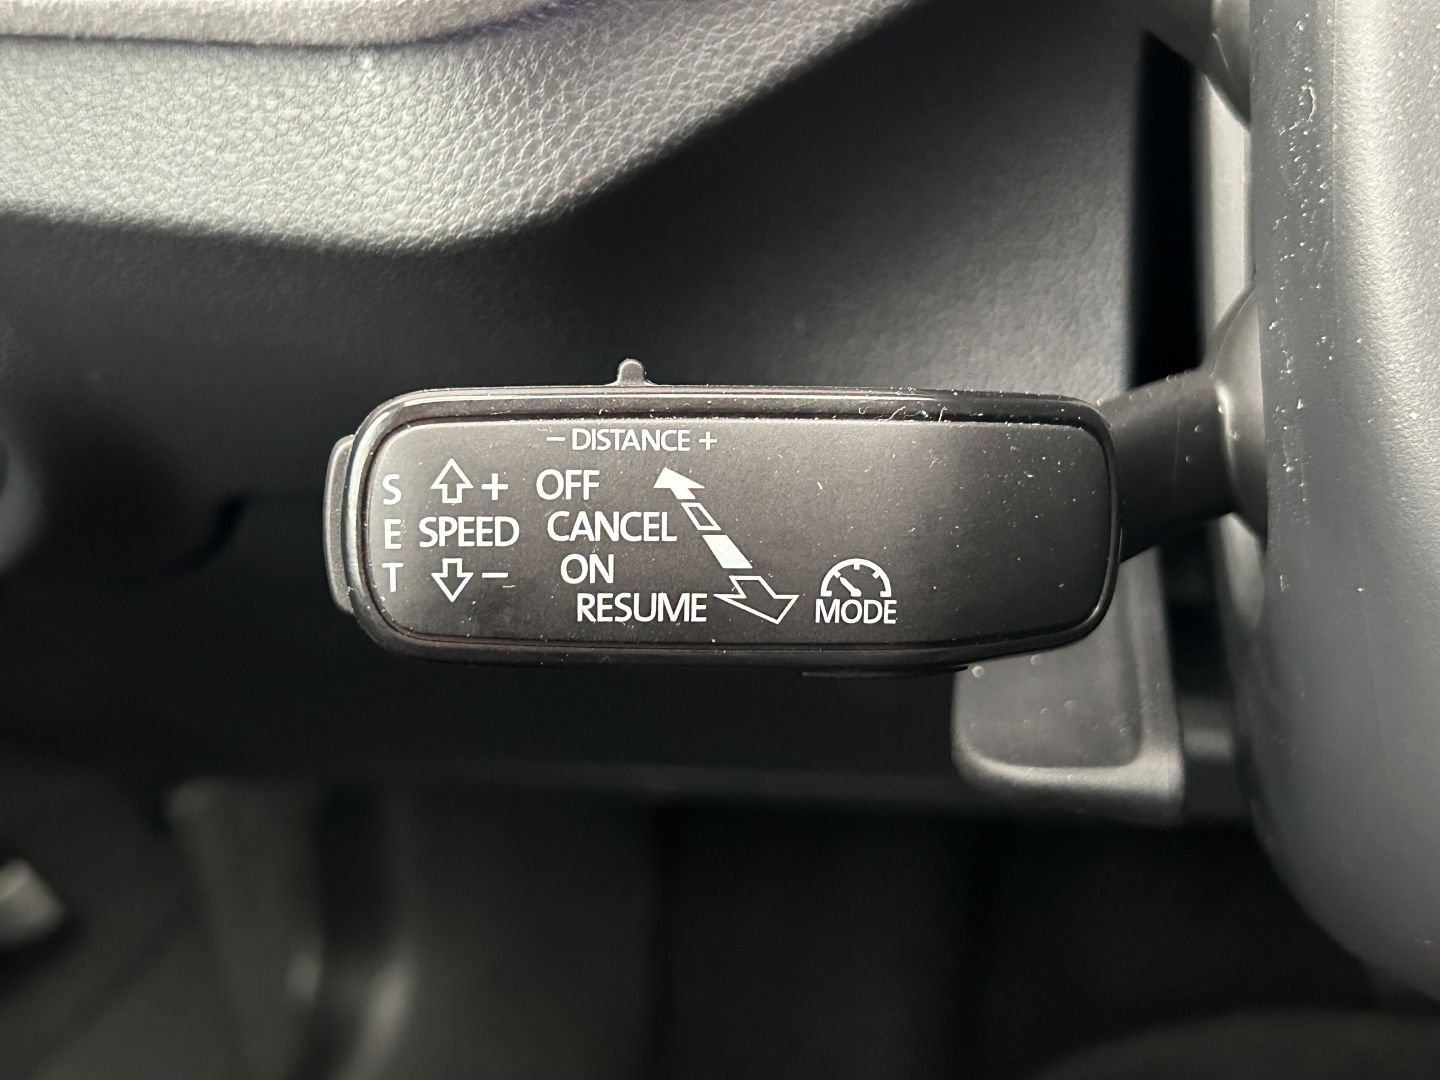 − DISTANCE +
S + OFF
E SPEED CANCEL
T − ON
RESUME
MODE